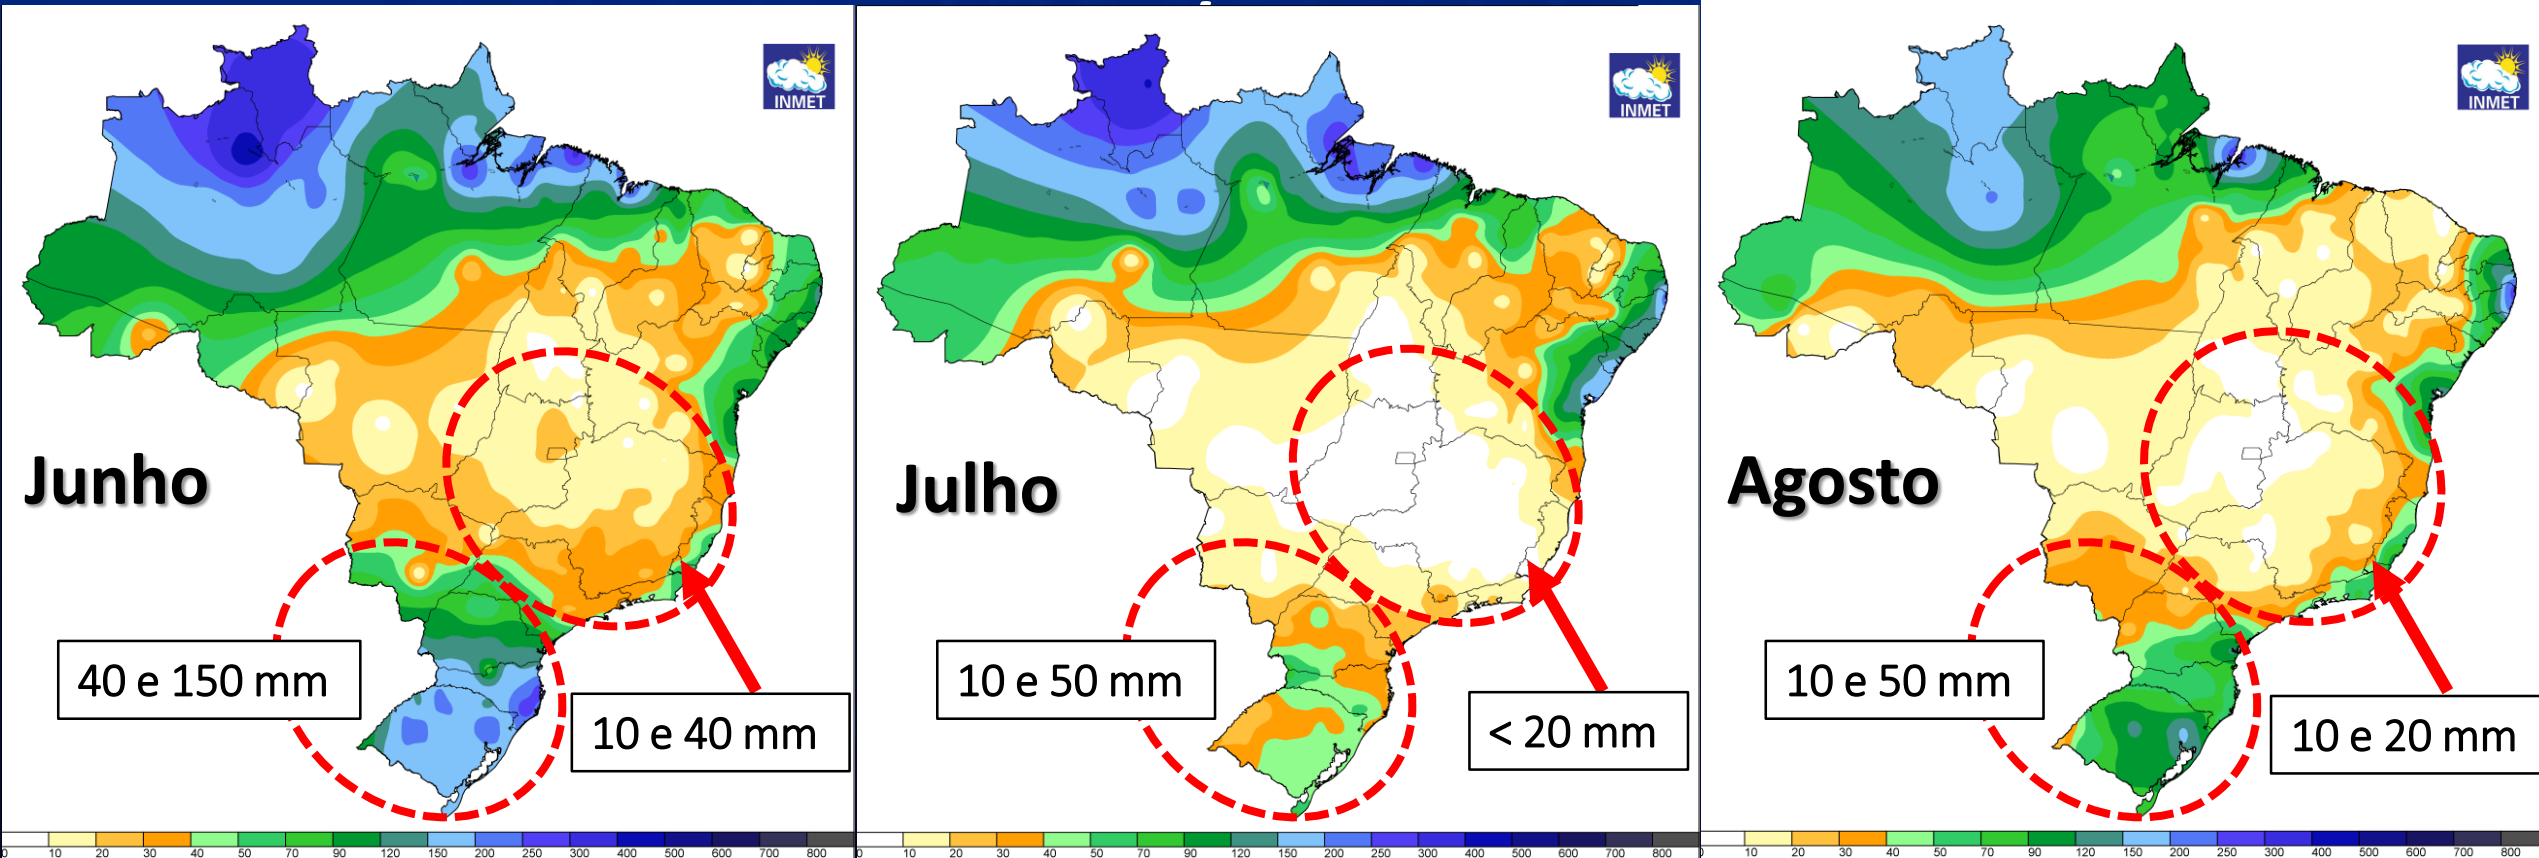 INMET
INMET
INMET
Junho
Julho
Agosto
40 e 150 mm
10 e 40 mm
10 e 50 mm
< 20 mm
10 e 50 mm
10 e 20 mm
0 10 20 30 40 50 70 90 120 150 200 250 300 400 500 600 700 800
0 10 20 30 40 50 70 90 120 150 200 250 300 400 500 600 700 800
10 20 30 40 50 70 90 120 150 200 250 300 400 500 600 700 800